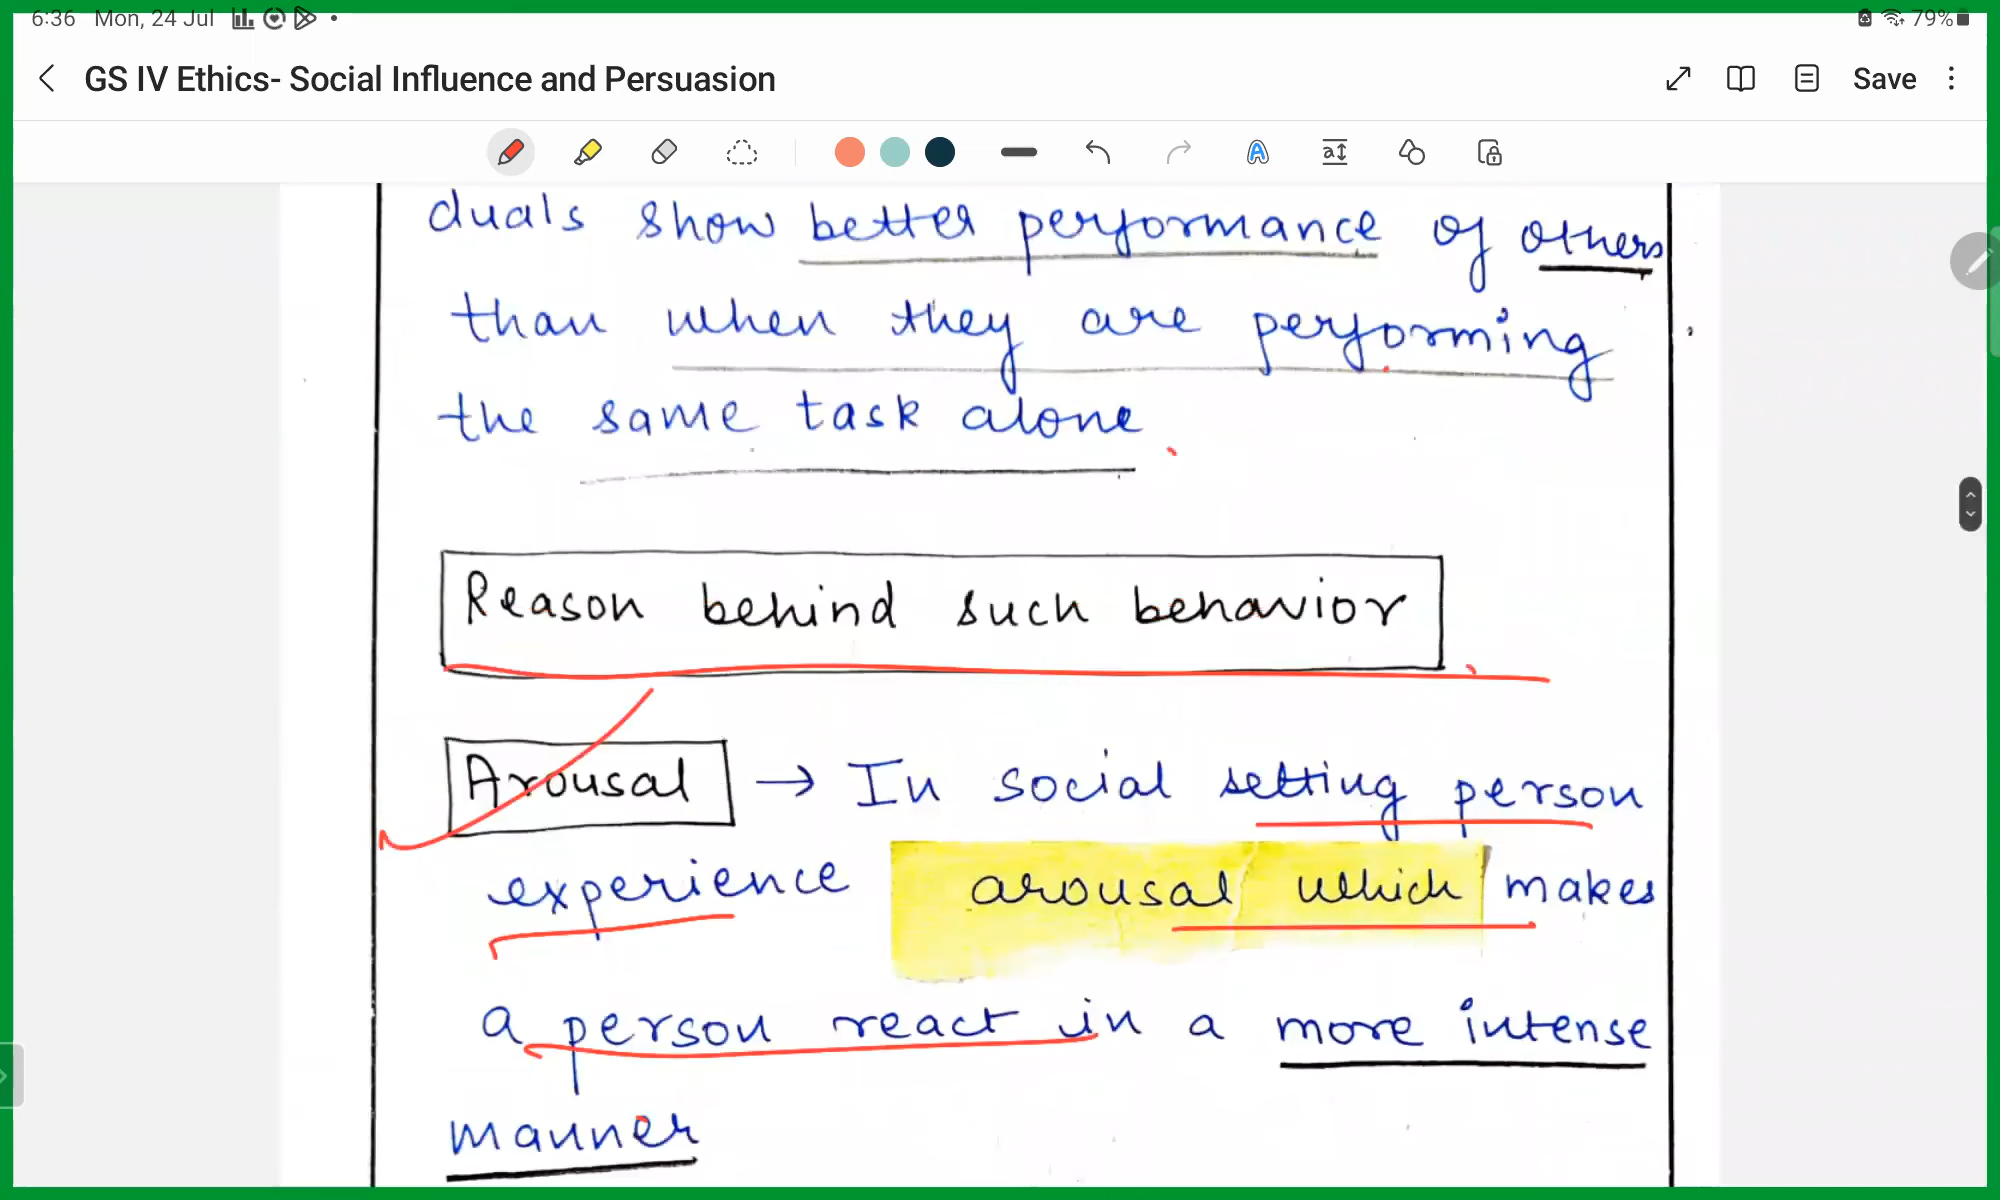 6:36 Mon, 24 Jul
79%
GS IV Ethics- Social Influence and Persuasion
Save
duals show better performance of others
than when they are performing
the same task alone.
Reason behind such behavior
Arousal → In social setting person
experience arousal which makes
a person react in a more intense
manner